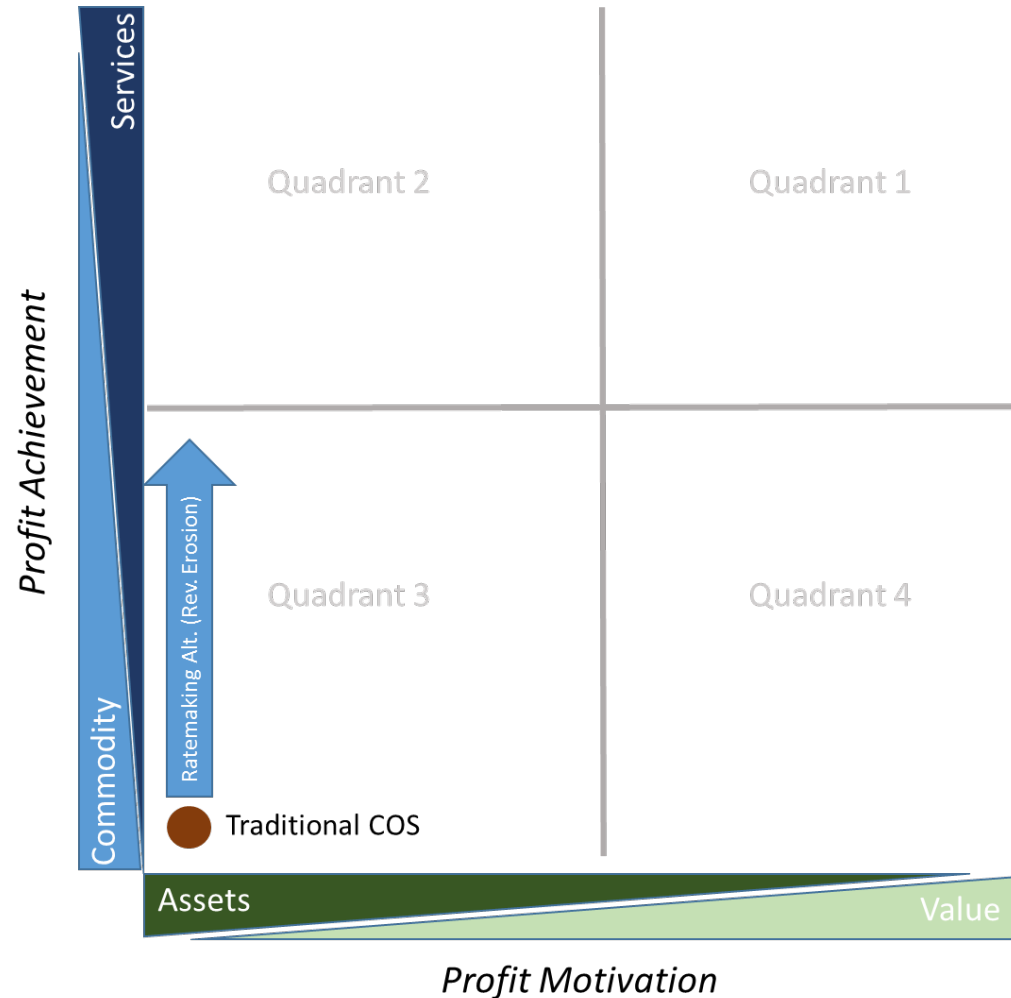 Services
Quadrant 2
Quadrant 1
Profit Achievement
Ratemaking Alt. (Rev. Erosion)
Quadrant 3
Quadrant 4
Commodity
Traditional COS
Assets
Value
Profit Motivation